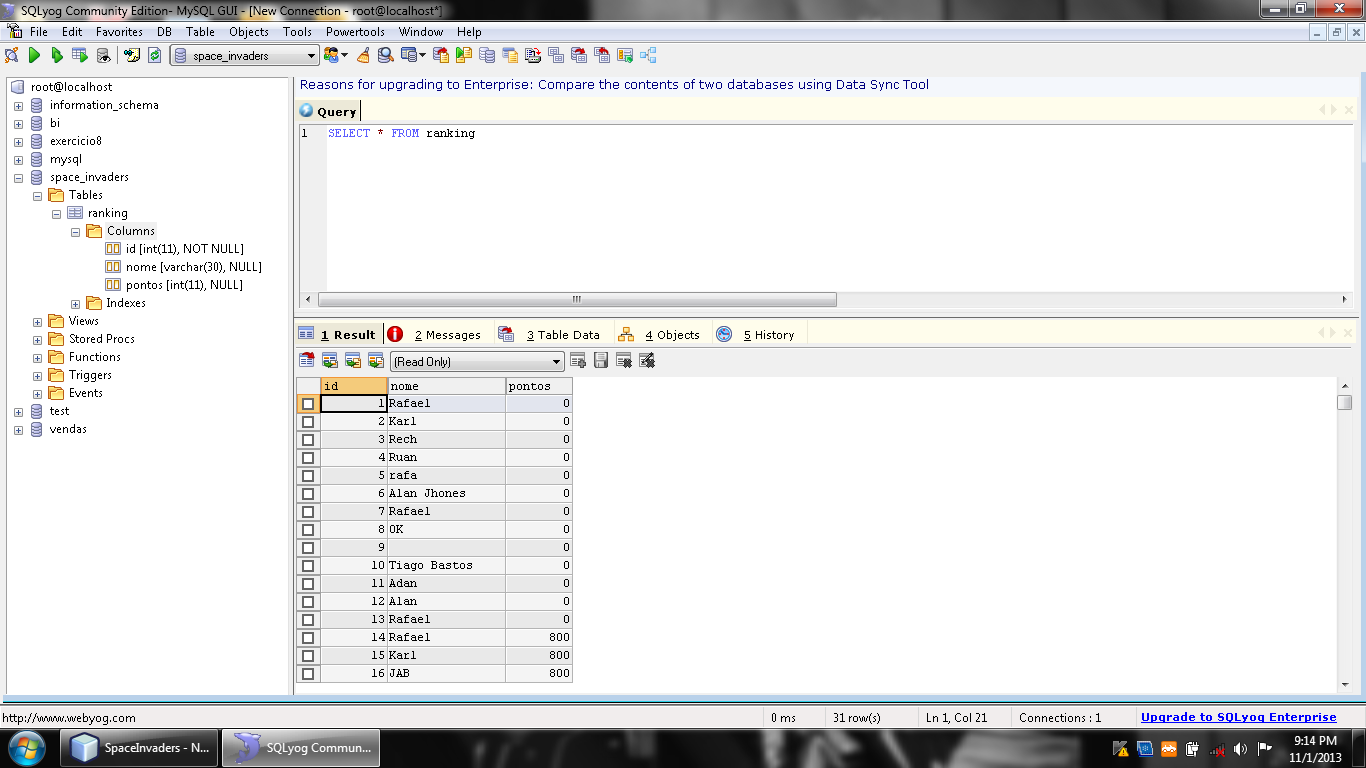 SQLyog Community Edition- MySQL GUI - [New Connection - root@localhost*]
File Edit Favorites DB Table Objects Tools Powertools Window Help
space_invaders
root@localhost
information_schema
bi
exercicio8
mysql
space_invaders
Tables
ranking
Columns
id [int(11), NOT NULL]
nome [varchar(30), NULL]
pontos [int(11), NULL]
Indexes
Views
Stored Procs
Functions
Triggers
Events
test
vendas
Reasons for upgrading to Enterprise: Compare the contents of two databases using Data Sync Tool
Query
1 SELECT * FROM ranking
1 Result 2 Messages 3 Table Data 4 Objects 5 History
(Read Only)
id nome pontos
1 Rafael 0
2 Karl 0
3 Rech 0
4 Ruan 0
5 rafa 0
6 Alan Jhones 0
7 Rafael 0
8 OK 0
9 0
10 Tiago Bastos 0
11 Adan 0
12 Alan 0
13 Rafael 0
14 Rafael 800
15 Karl 800
16 JAB 800
http://www.webyog.com 0 ms 31 row(s) Ln 1, Col 21 Connections : 1 Upgrade to SQLyog Enterprise
SpaceInvaders - N... SQLyog Commun...
9:14 PM
11/1/2013